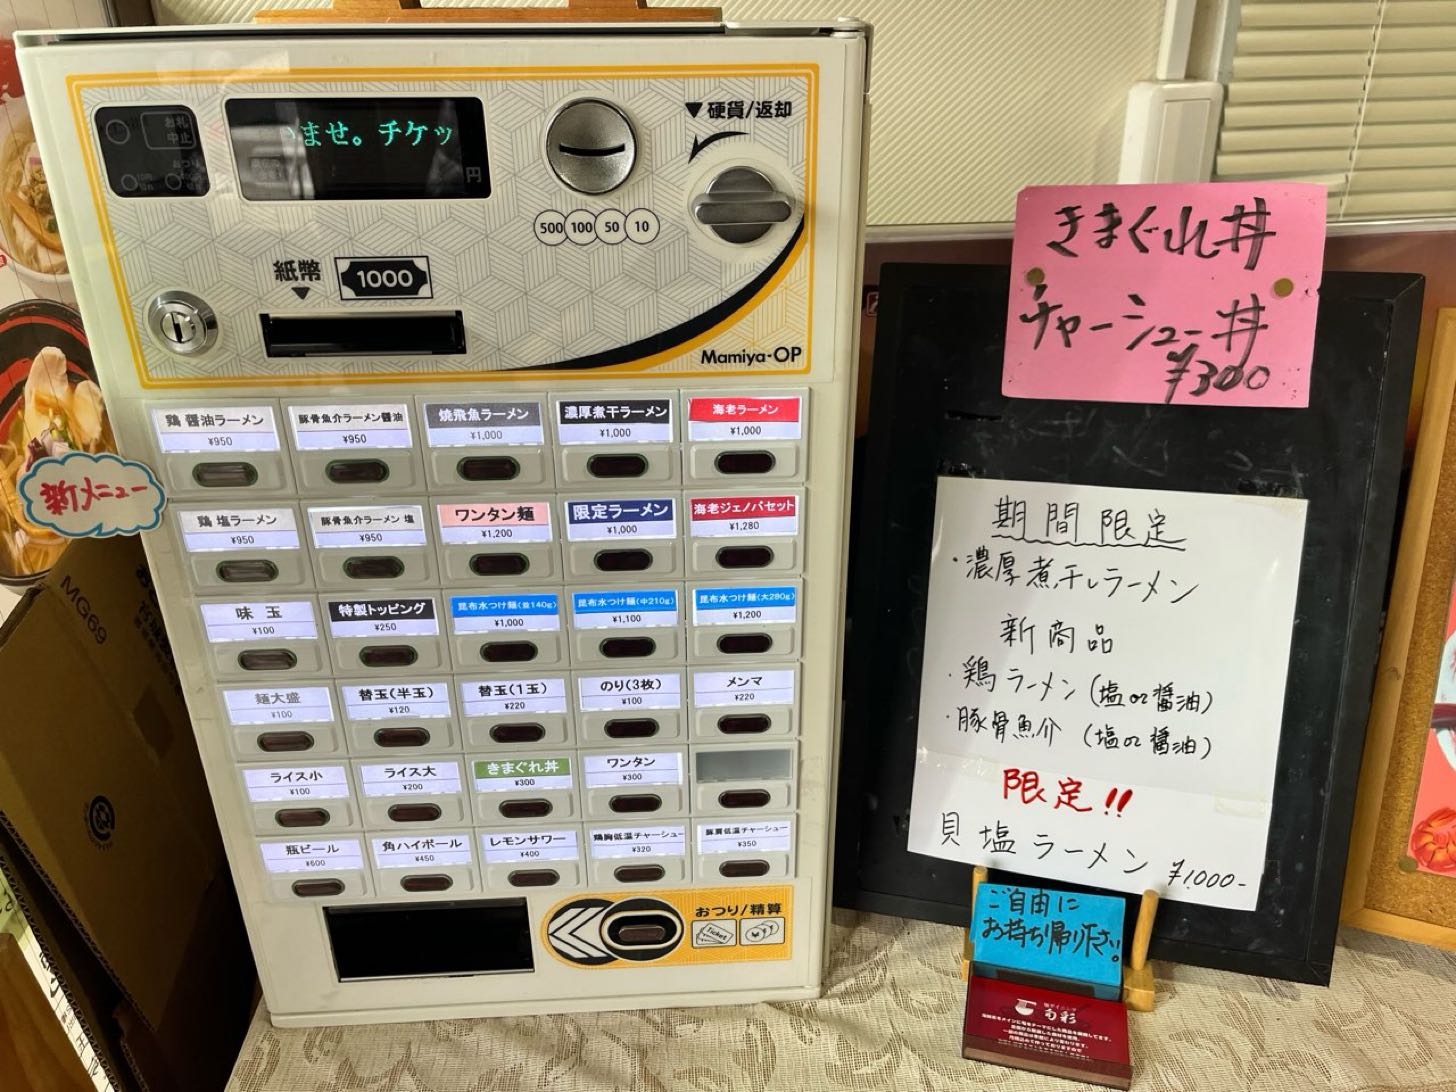 お札
中止
ませ。チケッ
円
▼硬貨/返却
500 100 50 10
紙幣
▼
1000
Mamiya-OP
鶏 醤油ラーメン
¥950
豚骨魚介ラーメン醤油
¥950
焼飛魚ラーメン
¥1,000
濃厚煮干ラーメン
¥1,000
海老ラーメン
¥1,000
新メニュー
鶏 塩ラーメン
¥950
豚骨魚介ラーメン 塩
¥950
ワンタン麺
¥1,200
限定ラーメン
¥1,000
海老ジェノバセット
¥1,280
味 玉
¥100
特製トッピング
¥250
昆布水つけ麺(並140g)
¥1,000
昆布水つけ麺(中210g)
¥1,100
昆布水つけ麺(大280g)
¥1,200
麺大盛
¥100
替玉(半玉)
¥120
替玉(1玉)
¥220
のり(3枚)
¥100
メンマ
¥220
ライス小
¥100
ライス大
¥200
きまぐれ丼
¥300
ワンタン
¥300
瓶ビール
¥600
角ハイボール
¥450
レモンサワー
¥400
鶏胸低温チャーシュー
¥320
豚肩低温チャーシュー
¥350
おつり/精算
Ticket
MG69
きまぐれ丼
チャーシュー丼
¥300
期間限定
・濃厚煮干しラーメン
新商品
・鶏ラーメン(塩or醤油)
・豚骨魚介(塩or醤油)
限定!!
貝塩ラーメン ¥1,000-
ご自由に
お持ち帰り下さい。
旬彩